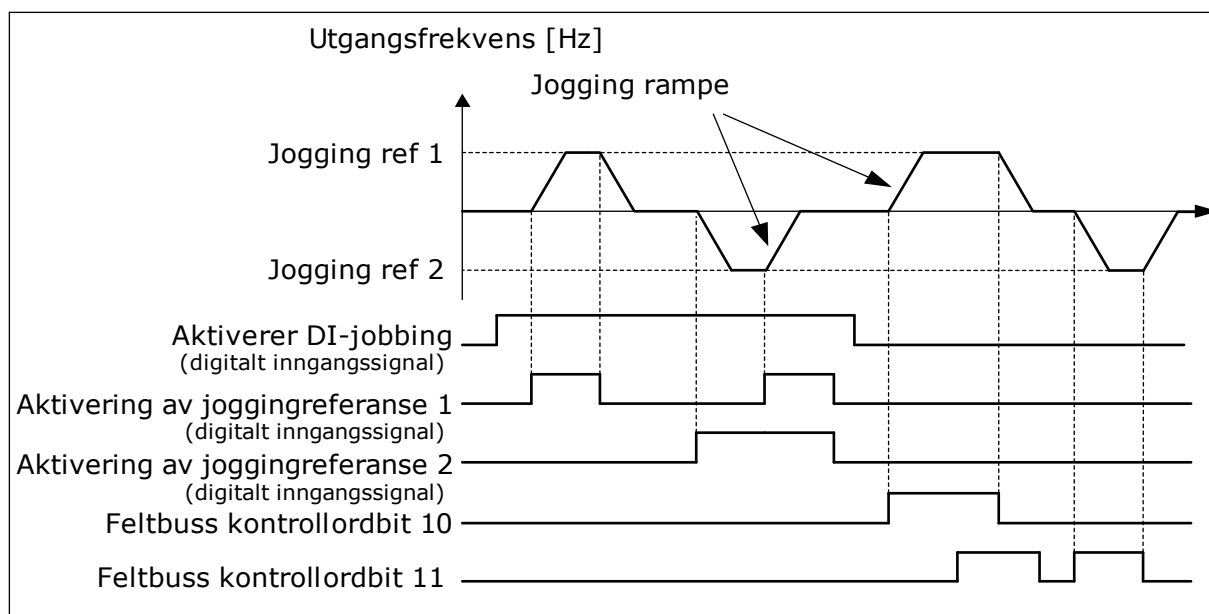 Utgangsfrekvens [Hz]
Jogging rampe
Jogging ref 1
Jogging ref 2
Aktiverer DI-jobbing
(digitalt inngangssignal)
Aktivering av joggingreferanse 1
(digitalt inngangssignal)
Aktivering av joggingreferanse 2
(digitalt inngangssignal)
Feltbuss kontrollordbit 10
Feltbuss kontrollordbit 11